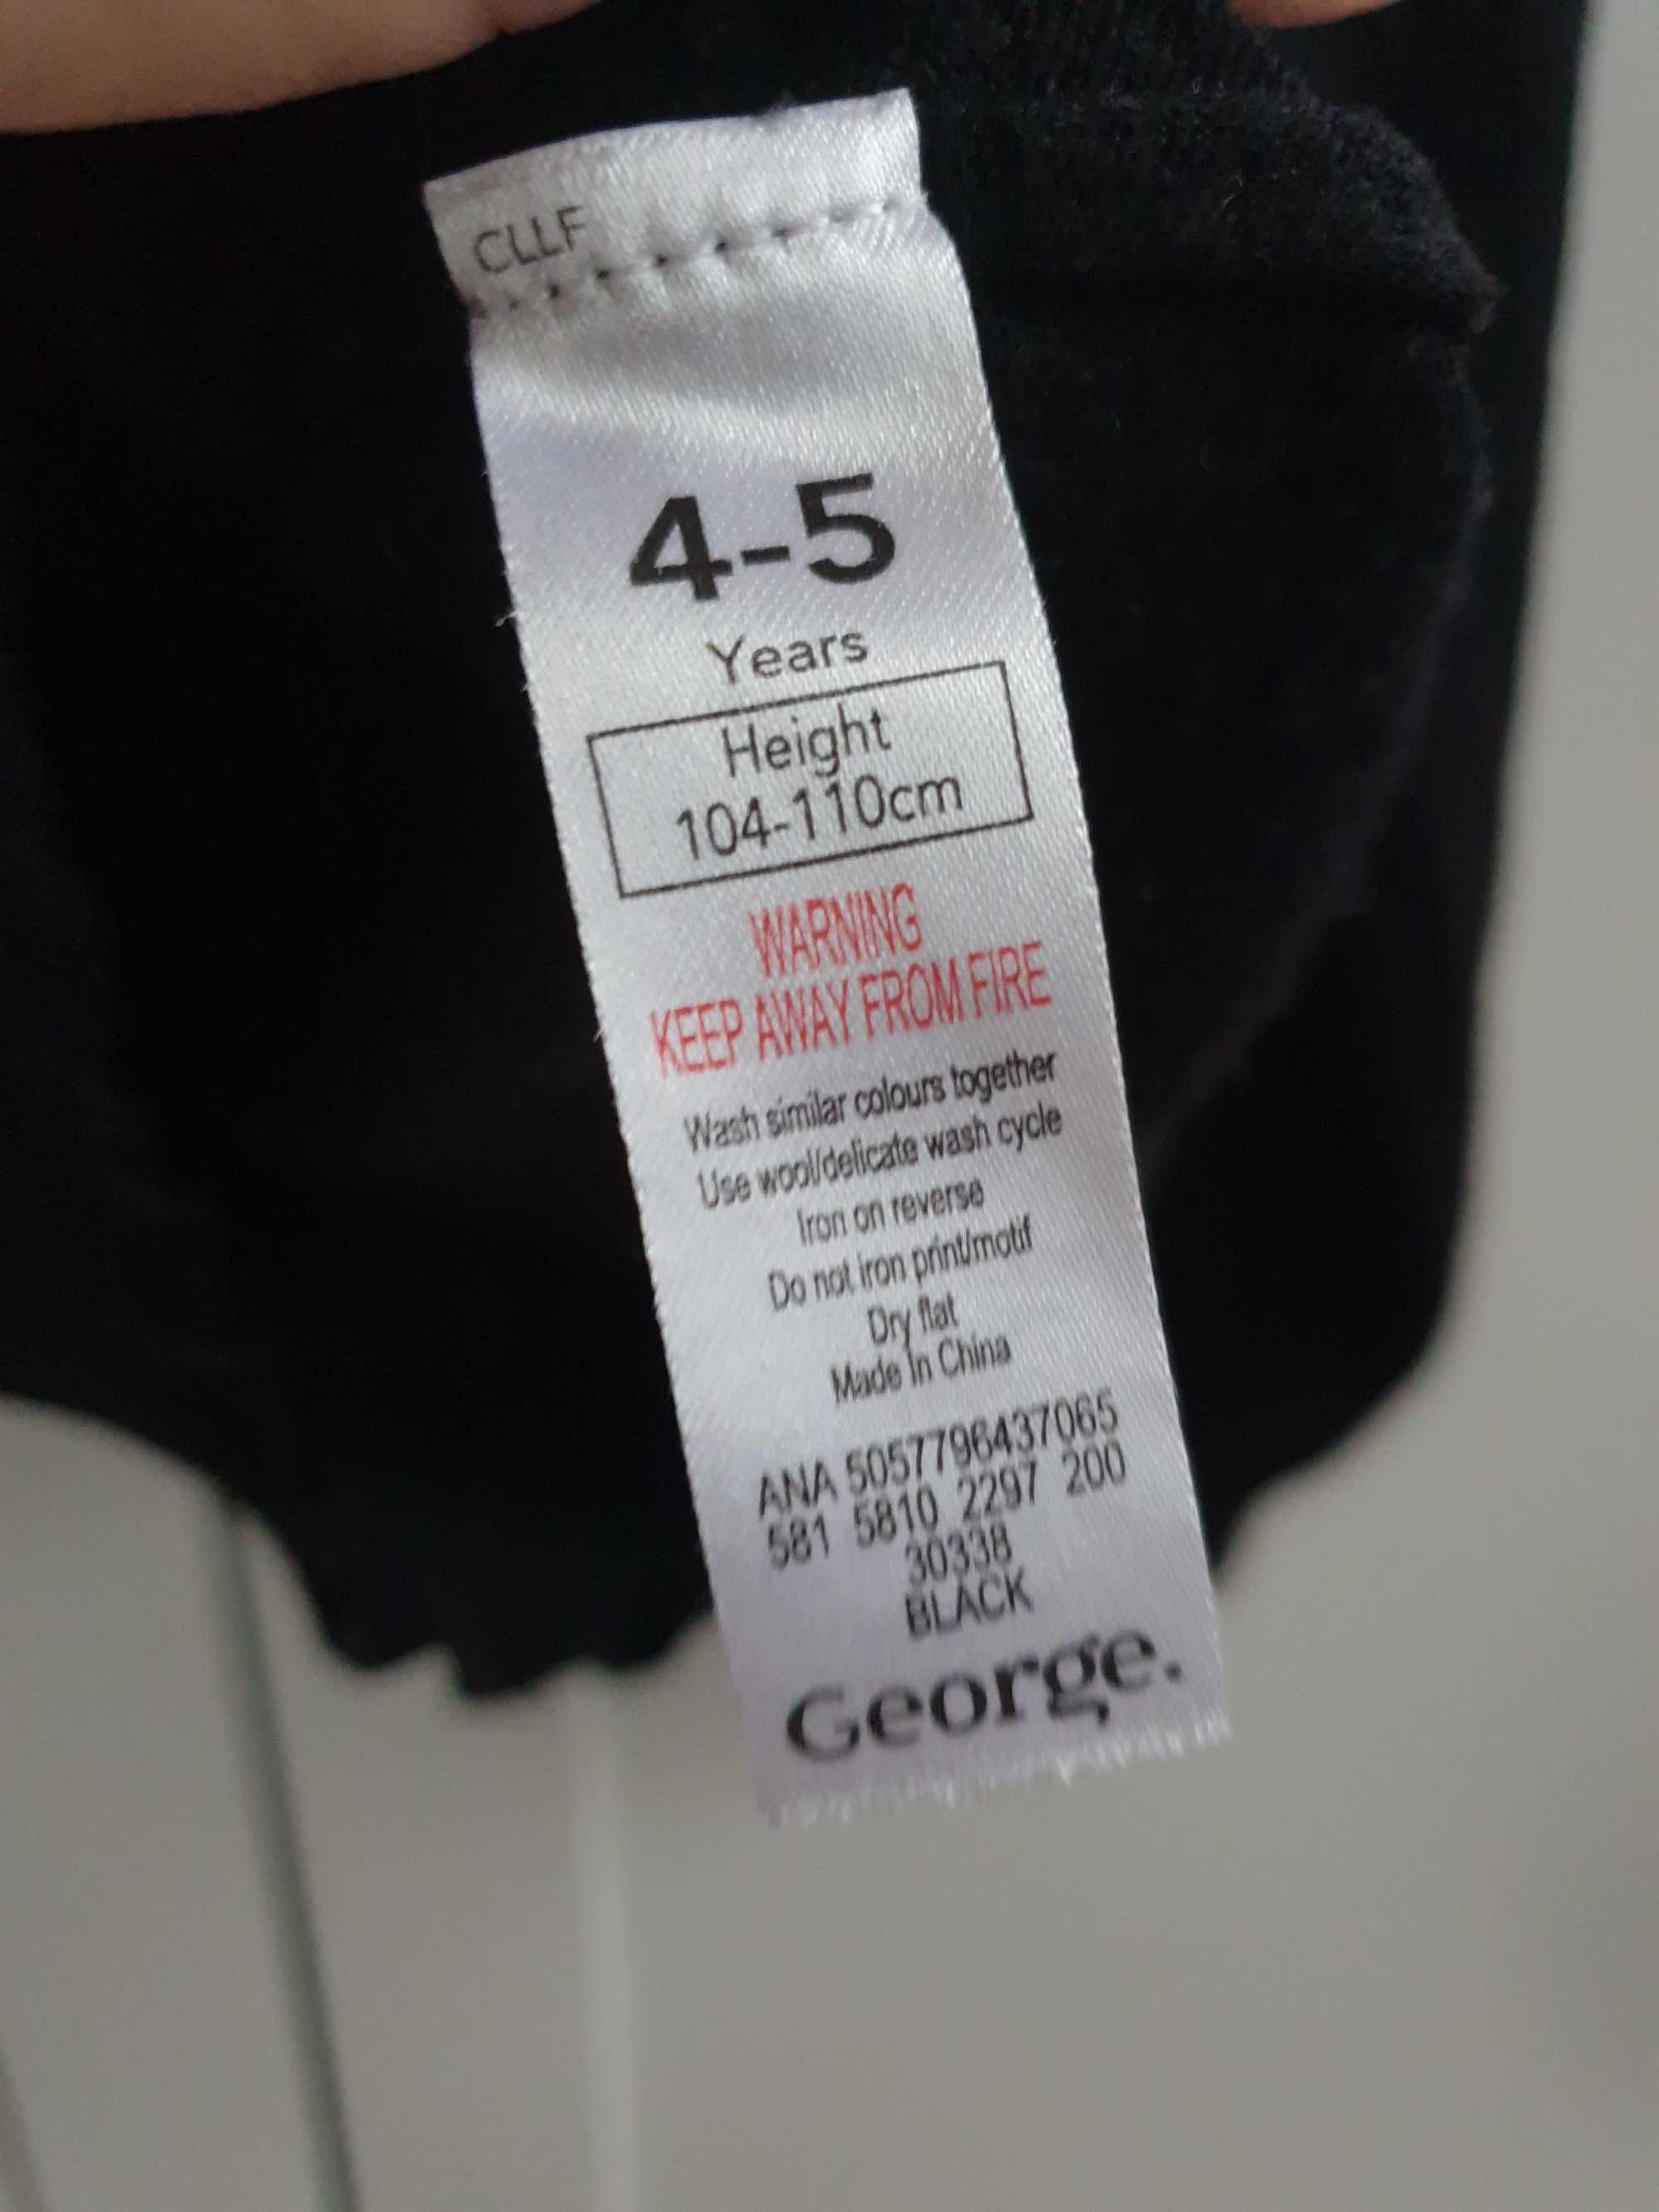 CLLF
4-5
Years
Height
104-110cm
WARNING
KEEP AWAY FROM FIRE
Wash similar colours together
Use wool/delicate wash cycle
Iron on reverse
Do not iron print/motif
Dry flat
Made In China
ANA 5057796437065
581 5810 2297 200
30338
BLACK
George.